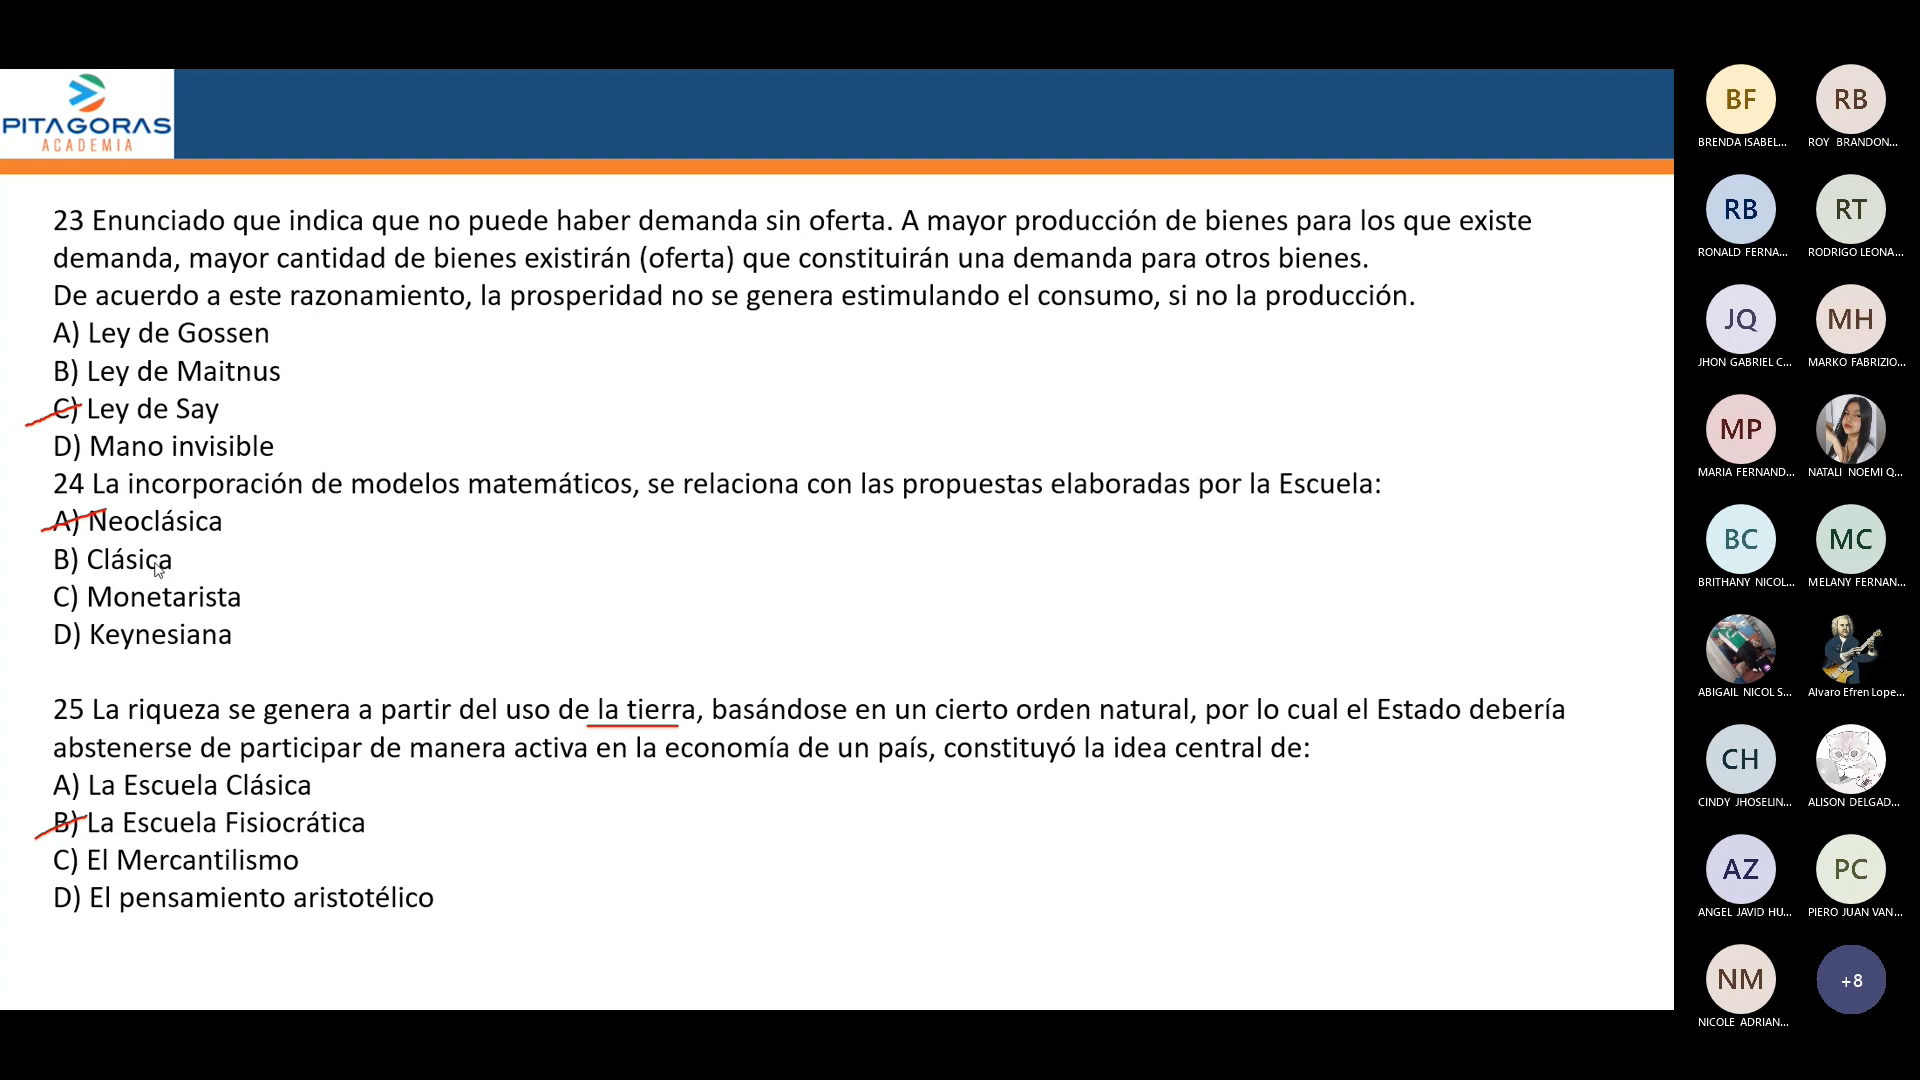 PITAGORAS
ACADEMIA
23 Enunciado que indica que no puede haber demanda sin oferta. A mayor producción de bienes para los que existe
demanda, mayor cantidad de bienes existirán (oferta) que constituirán una demanda para otros bienes.
De acuerdo a este razonamiento, la prosperidad no se genera estimulando el consumo, si no la producción.
A) Ley de Gossen
B) Ley de Maitnus
C) Ley de Say
D) Mano invisible
24 La incorporación de modelos matemáticos, se relaciona con las propuestas elaboradas por la Escuela:
A) Neoclásica
B) Clásica
C) Monetarista
D) Keynesiana
25 La riqueza se genera a partir del uso de la tierra, basándose en un cierto orden natural, por lo cual el Estado debería
abstenerse de participar de manera activa en la economía de un país, constituyó la idea central de:
A) La Escuela Clásica
B) La Escuela Fisiocrática
C) El Mercantilismo
D) El pensamiento aristotélico
BF RB
BRENDA ISABEL... ROY BRANDON...
RB RT
RONALD FERNA... RODRIGO LEONA...
JQ MH
JHON GABRIEL C... MARKO FABRIZIO...
MP
MARIA FERNAND... NATALI NOEMI Q...
BC MC
BRITHANY NICOL... MELANY FERNAN...
ABIGAIL NICOL S... Alvaro Efren Lope...
CH
CINDY JHOSELIN... ALISON DELGAD...
AZ PC
ANGEL JAVID HU... PIERO JUAN VAN...
NM +8
NICOLE ADRIAN...